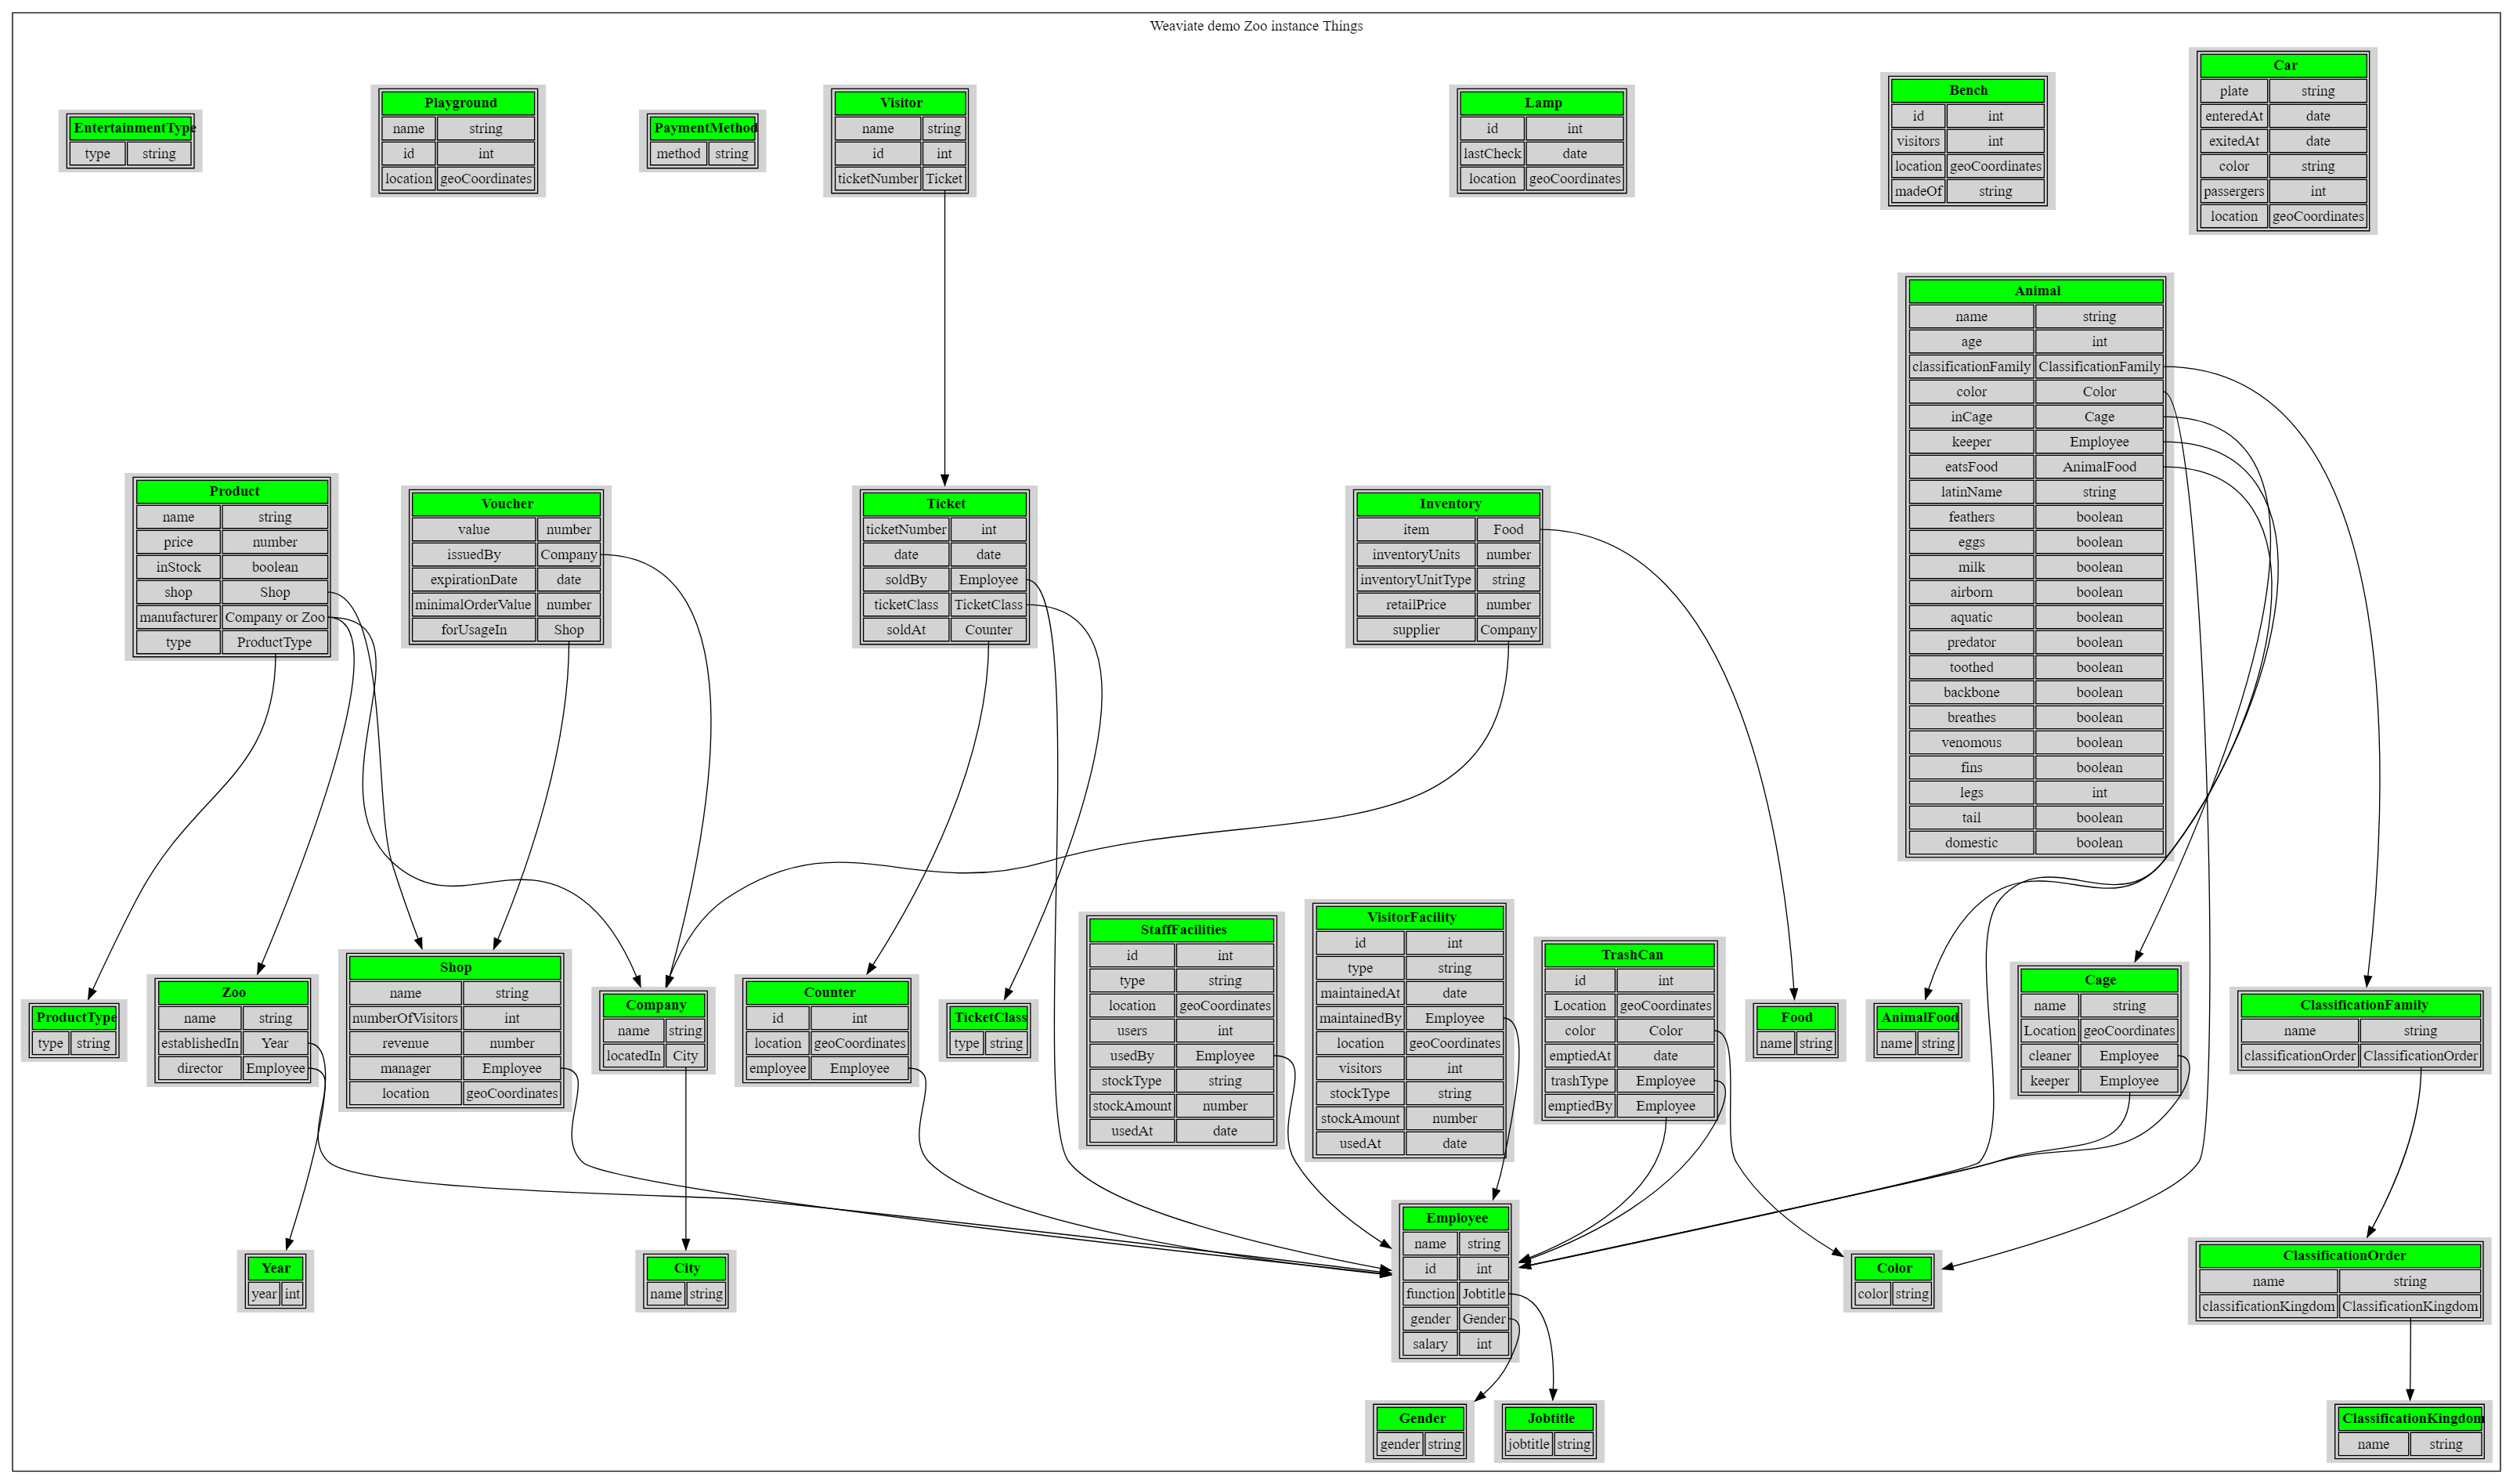 Weaviate demo Zoo instance Things
EntertainmentType
type string
Playground
name string
id int
location geoCoordinates
PaymentMethod
method string
Visitor
name string
id int
ticketNumber Ticket
Lamp
id int
lastCheck date
location geoCoordinates
Bench
id int
visitors int
location geoCoordinates
madeOf string
Car
plate string
enteredAt date
exitedAt date
color string
passergers int
location geoCoordinates
Animal
name string
age int
classificationFamily ClassificationFamily
color Color
inCage Cage
keeper Employee
eatsFood AnimalFood
latinName string
feathers boolean
eggs boolean
milk boolean
airborn boolean
aquatic boolean
predator boolean
toothed boolean
backbone boolean
breathes boolean
venomous boolean
fins boolean
legs int
tail boolean
domestic boolean
Product
name string
price number
inStock boolean
shop Shop
manufacturer Company or Zoo
type ProductType
Voucher
value number
issuedBy Company
expirationDate date
minimalOrderValue number
forUsageIn Shop
Ticket
ticketNumber int
date date
soldBy Employee
ticketClass TicketClass
soldAt Counter
Inventory
item Food
inventoryUnits number
inventoryUnitType string
retailPrice number
supplier Company
ProductType
type string
Zoo
name string
establishedIn Year
director Employee
Shop
name string
numberOfVisitors int
revenue number
manager Employee
location geoCoordinates
Company
name string
locatedIn City
Counter
id int
location geoCoordinates
employee Employee
TicketClass
type string
StaffFacilities
id int
type string
location geoCoordinates
users int
usedBy Employee
stockType string
stockAmount number
usedAt date
VisitorFacility
id int
type string
maintainedAt date
maintainedBy Employee
location geoCoordinates
visitors int
stockType string
stockAmount number
usedAt date
TrashCan
id int
Location geoCoordinates
color Color
emptiedAt date
trashType Employee
emptiedBy Employee
Food
name string
AnimalFood
name string
Cage
name string
Location geoCoordinates
cleaner Employee
keeper Employee
ClassificationFamily
name string
classificationOrder ClassificationOrder
Year
year int
City
name string
Employee
name string
id int
function Jobtitle
gender Gender
salary int
Color
color string
ClassificationOrder
name string
classificationKingdom ClassificationKingdom
Gender
gender string
Jobtitle
jobtitle string
ClassificationKingdom
name string